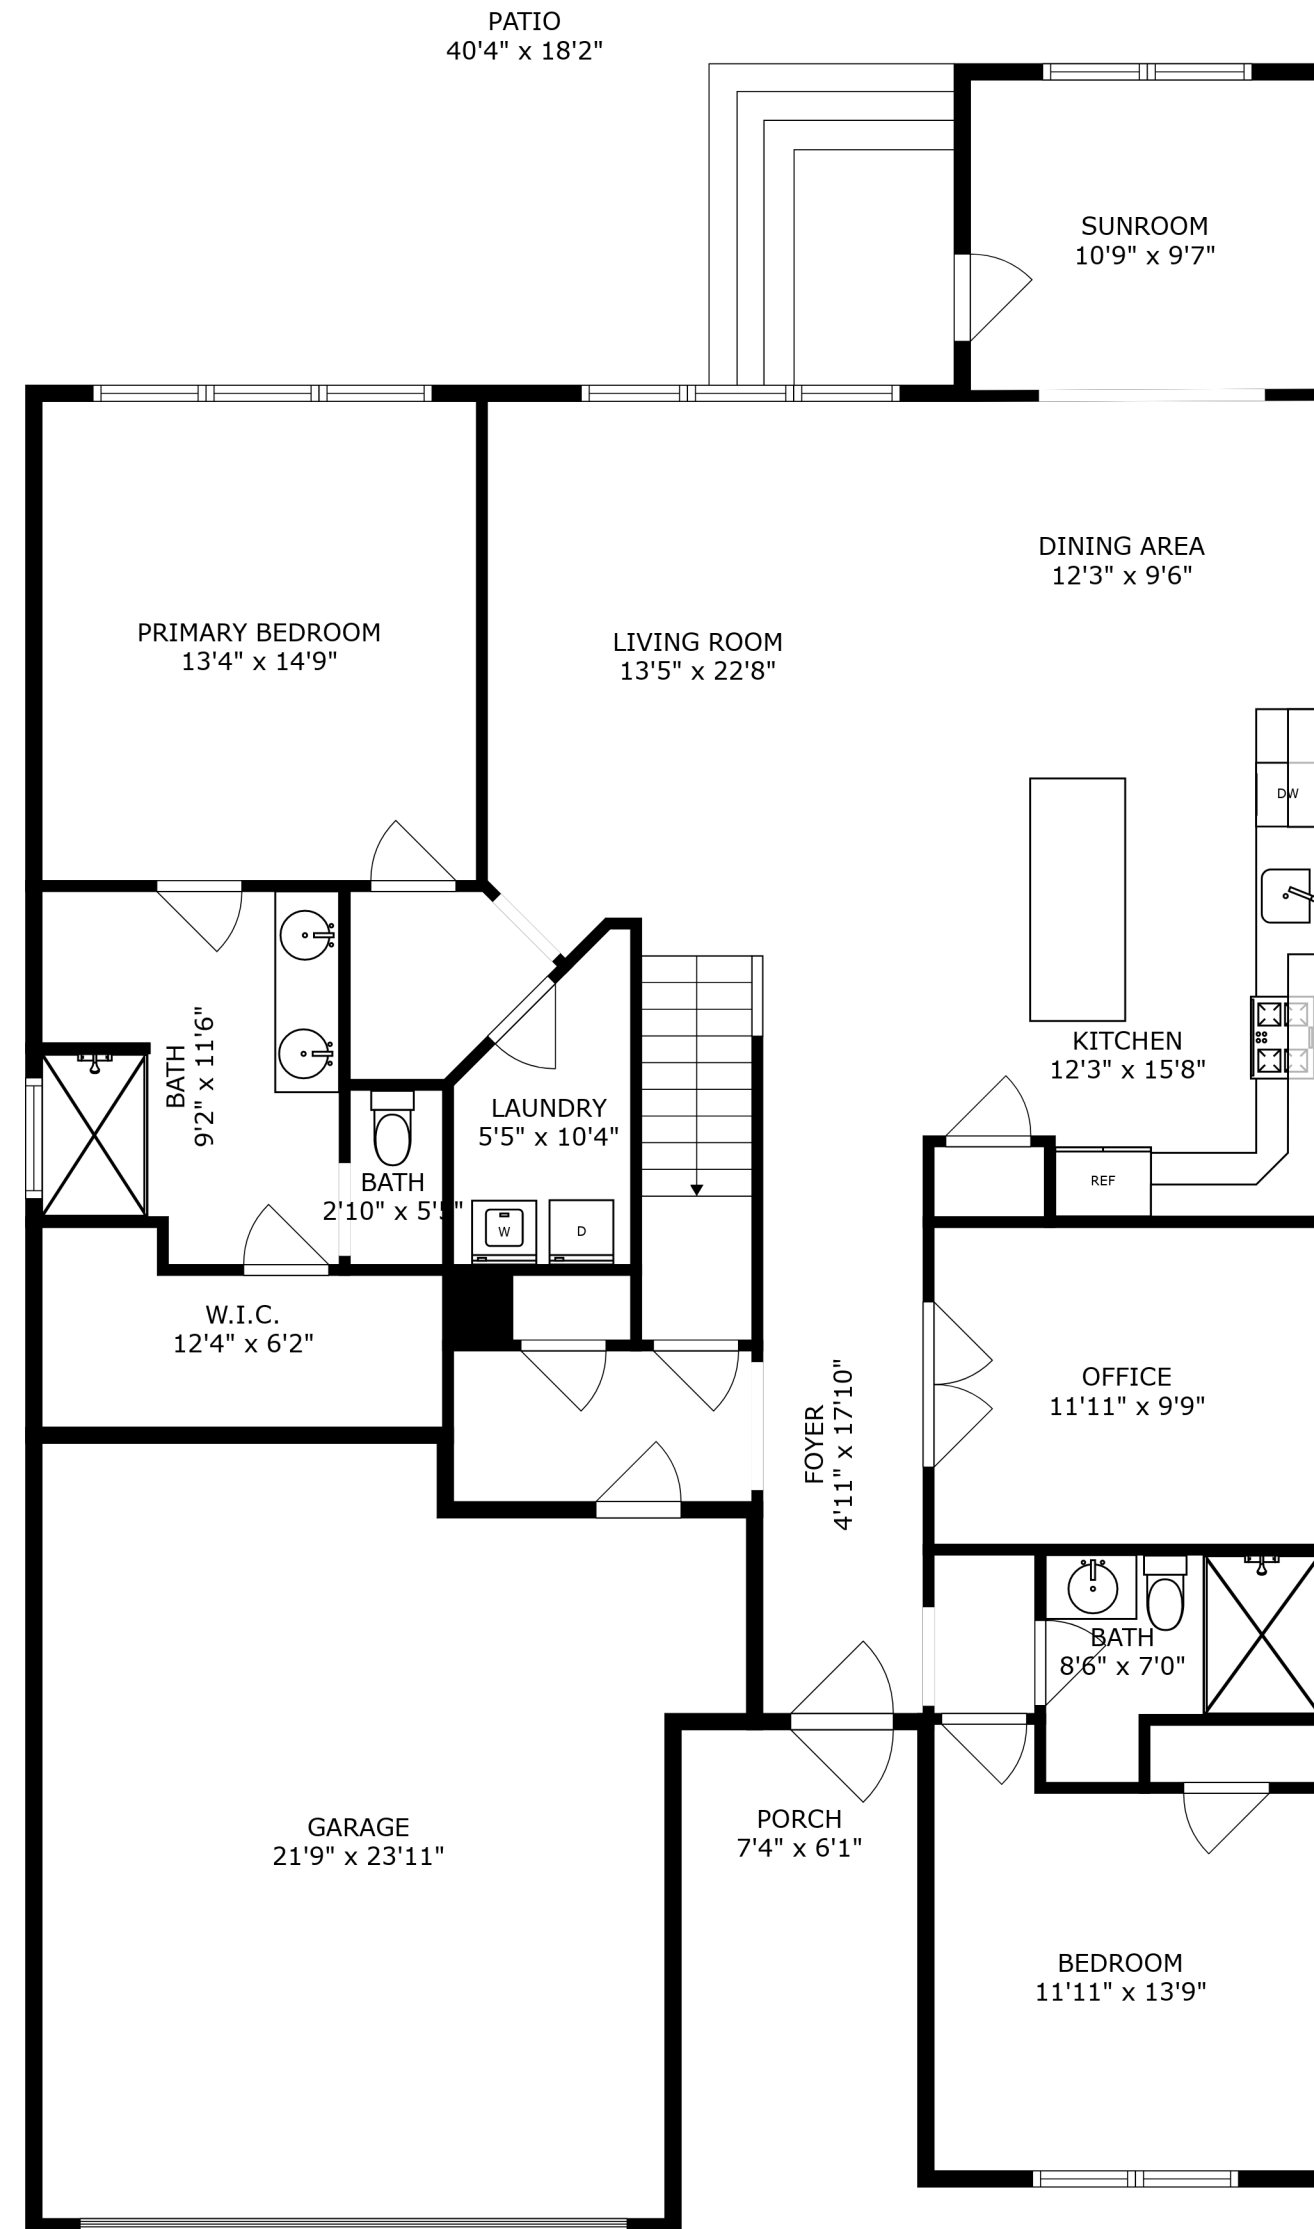 PATIO
40'4" x 18'2"
SUNROOM
10'9" x 9'7"
DINING AREA
12'3" x 9'6"
PRIMARY BEDROOM
13'4" x 14'9"
LIVING ROOM
13'5" x 22'8"
DW
BATH
9'2" x 11'6"
KITCHEN
12'3" x 15'8"
LAUNDRY
5'5" x 10'4"
BATH
2'10" x 5'5"
REF
W
D
W.I.C.
12'4" x 6'2"
FOYER
4'11" x 17'10"
OFFICE
11'11" x 9'9"
BATH
8'6" x 7'0"
GARAGE
21'9" x 23'11"
PORCH
7'4" x 6'1"
BEDROOM
11'11" x 13'9"